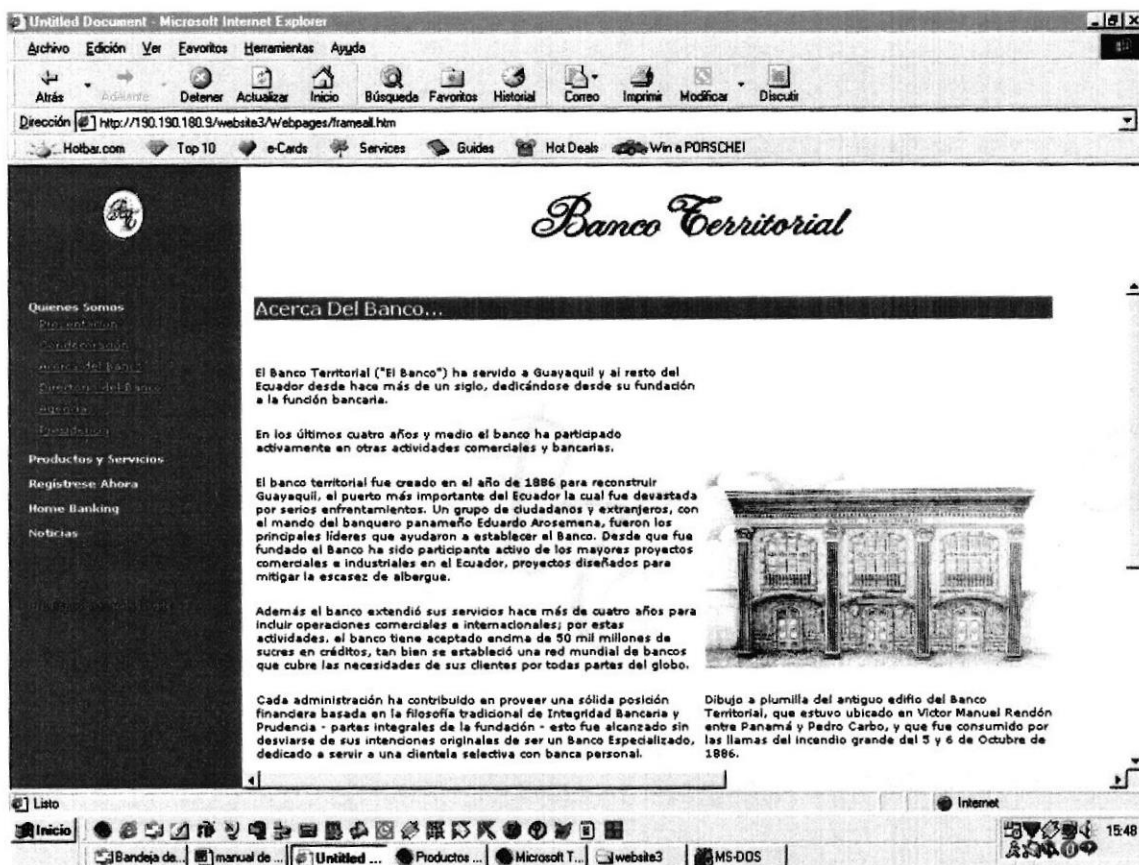 Untitled Document - Microsoft Internet Explorer
Archivo Edición Ver Favoritos Herramientas Ayuda
Atrás Adelante Detener Actualizar Inicio Búsqueda Favoritos Historial Correo Imprimir Modificar Discutir
Dirección http://190.190.180.9/website3/Webpages/frameall.htm
Hotbar.com Top 10 e-Cards Services Guides Hot Deals Win a PORSCHE!
Banco Territorial
Quienes Somos
Presentacion
Condecoración
Acerca del Banco
Directorio del Banco
Agencia
Presidencia
Productos y Servicios
Regístrese Ahora
Home Banking
Noticias
Acerca Del Banco...
El Banco Territorial ("El Banco") ha servido a Guayaquil y al resto del
Ecuador desde hace más de un siglo, dedicándose desde su fundación
a la función bancaria.
En los últimos cuatro años y medio el banco ha participado
activamente en otras actividades comerciales y bancarias.
El banco territorial fue creado en el año de 1886 para reconstruir
Guayaquil, el puerto más importante del Ecuador la cual fue devastada
por serios enfrentamientos. Un grupo de ciudadanos y extranjeros, con
el mando del banquero panameño Eduardo Arosemena, fueron los
principales líderes que ayudaron a establecer el Banco. Desde que fue
fundado el Banco ha sido participante activo de los mayores proyectos
comerciales e industriales en el Ecuador, proyectos diseñados para
mitigar la escasez de albergue.
Además el banco extendió sus servicios hace más de cuatro años para
incluir operaciones comerciales e internacionales; por estas
actividades, el banco tiene aceptado encima de 50 mil millones de
sucres en créditos, tan bien se estableció una red mundial de bancos
que cubre las necesidades de sus clientes por todas partes del globo.
Cada administración ha contribuido en proveer una sólida posición
financiera basada en la filosofía tradicional de Integridad Bancaria y
Prudencia - partes integrales de la fundación - esto fue alcanzado sin
desviarse de sus intenciones originales de ser un Banco Especializado,
dedicado a servir a una clientela selectiva con banca personal.
Dibujo a plumilla del antiguo edifio del Banco
Territorial, que estuvo ubicado en Victor Manuel Rendón
entre Panamá y Pedro Carbo, y que fue consumido por
las llamas del incendio grande del 5 y 6 de Octubre de
1886.
Listo Internet
Inicio 15:48
Bandeja de... manual de ... Untitled ... Productos ... Microsoft T... website3 MS-DOS